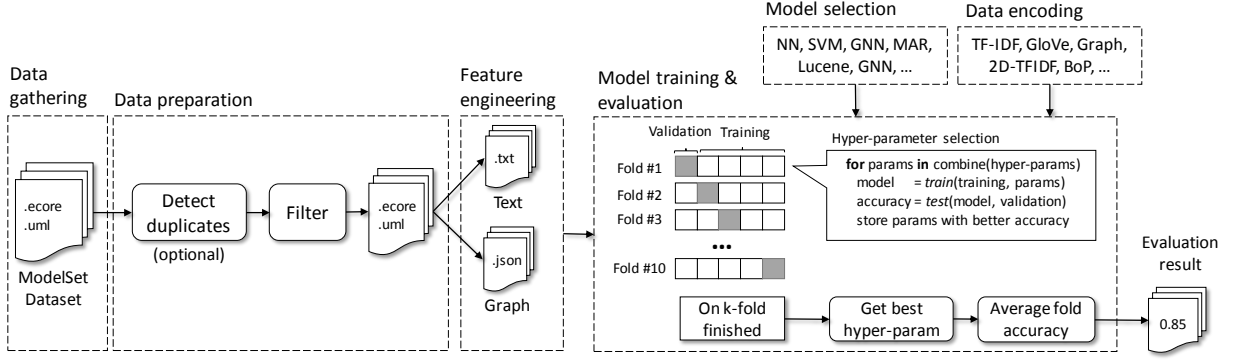 Data
gathering
.ecore
.uml
ModelSet
Dataset
Data preparation
Detect
duplicates
(optional)
Filter
.ecore
.uml
Feature
engineering
.txt
Text
.json
Graph
Model selection
NN, SVM, GNN, MAR,
Lucene, GNN, ...
Data encoding
TF-IDF, GloVe, Graph,
2D-TFIDF, BoP, ...
Model training &
evaluation
Validation Training
Fold #1
Fold #2
Fold #3
...
Fold #10
Hyper-parameter selection
for params in combine(hyper-params)
model = train(training, params)
accuracy = test(model, validation)
store params with better accuracy
On k-fold
finished
Get best
hyper-param
Average fold
accuracy
Evaluation
result
0.85